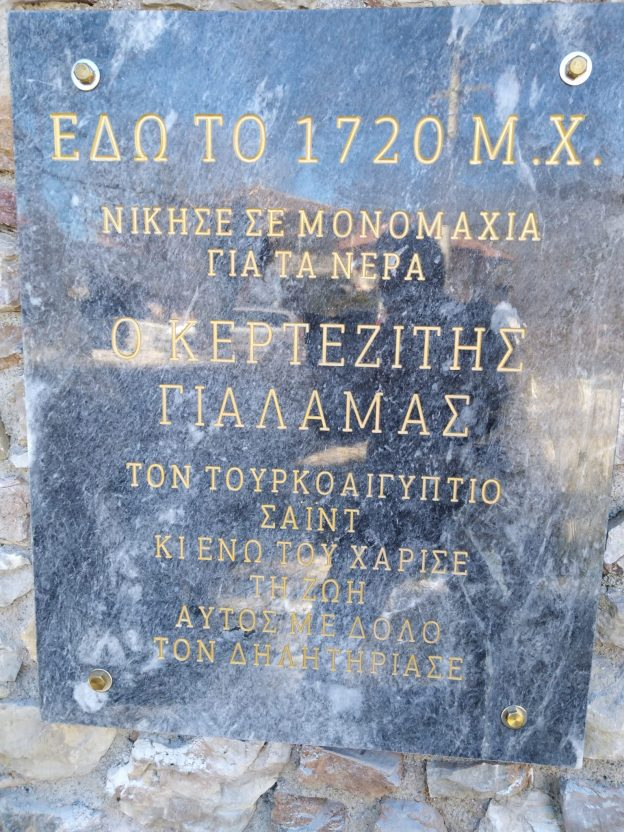 ΕΔΩ ΤΟ 1720 Μ.Χ.
ΝΙΚΗΣΕ ΣΕ ΜΟΝΟΜΑΧΙΑ
ΓΙΑ ΤΑ ΝΕΡΑ
Ο ΚΕΡΤΕΖΙΤΗΣ
ΓΙΑΛΑΜΑΣ
ΤΟΝ ΤΟΥΡΚΟΑΙΓΥΠΤΙΟ
ΣΑΙΝΤ
ΚΙ ΕΝΩ ΤΟΥ ΧΑΡΙΣΕ
ΤΗ ΖΩΗ
ΑΥΤΟΣ ΜΕ ΔΟΛΟ
ΤΟΝ ΔΗΛΗΤΗΡΙΑΣΕ